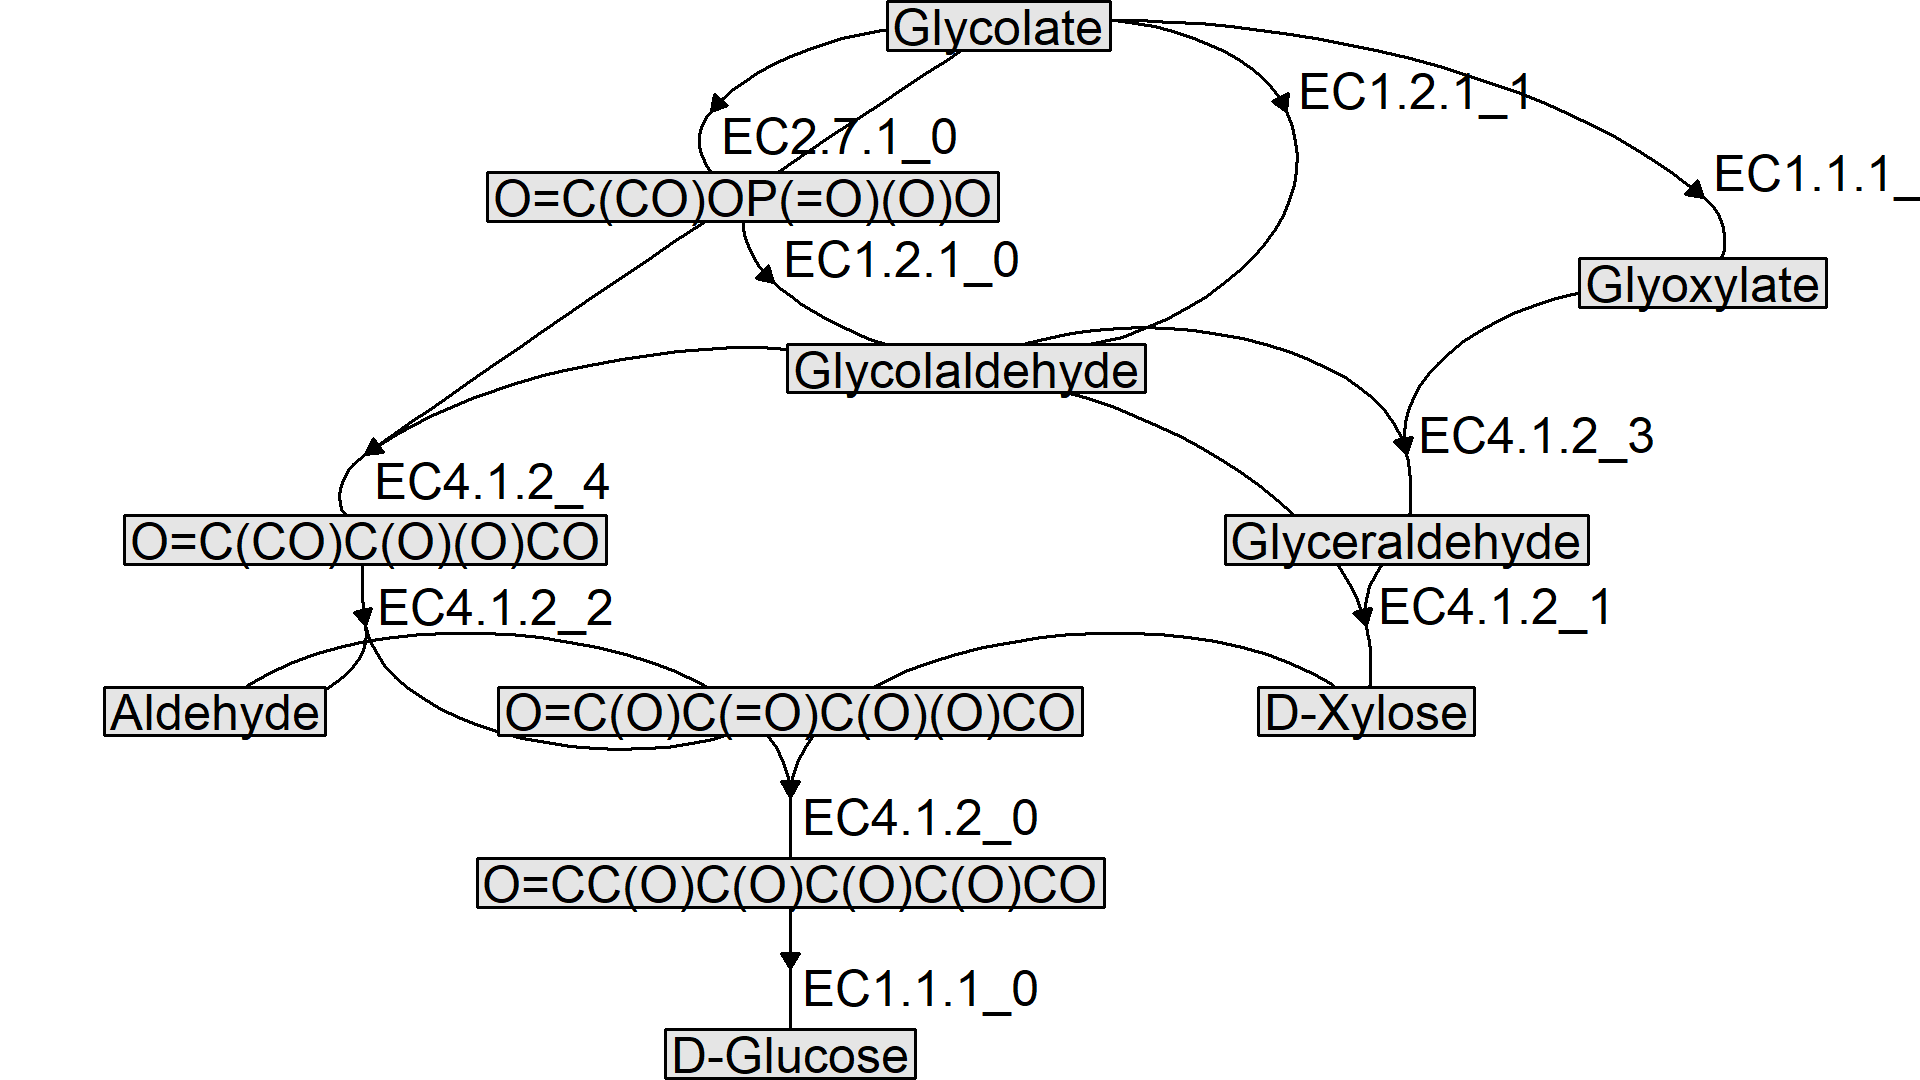 Glycolate
EC1.2.1_1
EC2.7.1_0
EC1.1.1_
O=C(CO)OP(=O)(O)O
EC1.2.1_0
Glyoxylate
Glycolaldehyde
EC4.1.2_3
EC4.1.2_4
O=C(CO)C(O)(O)CO
Glyceraldehyde
EC4.1.2_2
EC4.1.2_1
Aldehyde
O=C(O)C(=O)C(O)(O)CO
D-Xylose
EC4.1.2_0
O=CC(O)C(O)C(O)C(O)CO
EC1.1.1_0
D-Glucose